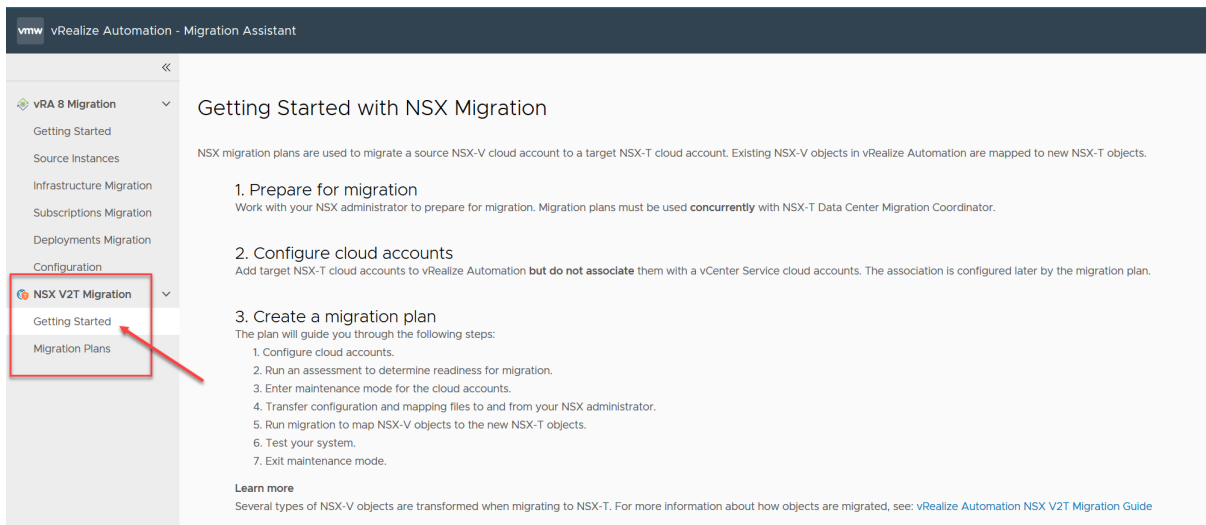 vmw vRealize Automation - Migration Assistant
vRA 8 Migration
Getting Started
Source Instances
Infrastructure Migration
Subscriptions Migration
Deployments Migration
Configuration
NSX V2T Migration
Getting Started
Migration Plans
Getting Started with NSX Migration
NSX migration plans are used to migrate a source NSX-V cloud account to a target NSX-T cloud account. Existing NSX-V objects in vRealize Automation are mapped to new NSX-T objects.
1. Prepare for migration
Work with your NSX administrator to prepare for migration. Migration plans must be used concurrently with NSX-T Data Center Migration Coordinator.
2. Configure cloud accounts
Add target NSX-T cloud accounts to vRealize Automation but do not associate them with a vCenter Service cloud accounts. The association is configured later by the migration plan.
3. Create a migration plan
The plan will guide you through the following steps:
1. Configure cloud accounts.
2. Run an assessment to determine readiness for migration.
3. Enter maintenance mode for the cloud accounts.
4. Transfer configuration and mapping files to and from your NSX administrator.
5. Run migration to map NSX-V objects to the new NSX-T objects.
6. Test your system.
7. Exit maintenance mode.
Learn more
Several types of NSX-V objects are transformed when migrating to NSX-T. For more information about how objects are migrated, see: vRealize Automation NSX V2T Migration Guide